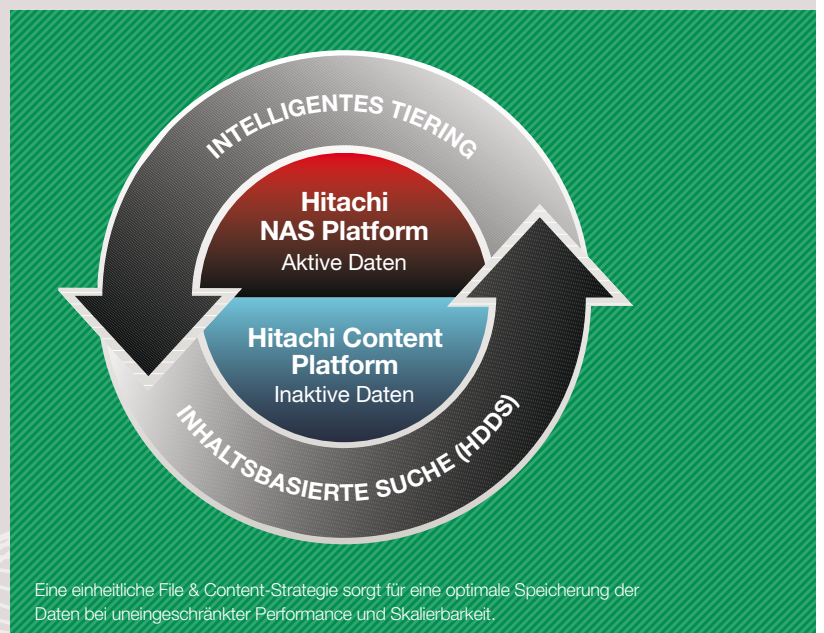 INTELLIGENTES TIERING
Hitachi
NAS Platform
Aktive Daten
Hitachi Content
Platform
Inaktive Daten
INHALTSBASIERTE SUCHE (HDDS)
Eine einheitliche File & Content-Strategie sorgt für eine optimale Speicherung der
Daten bei uneingeschränkter Performance und Skalierbarkeit.